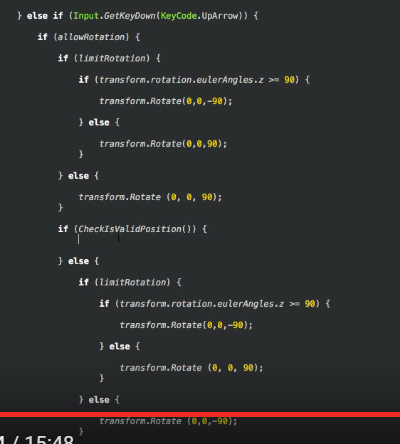 } else if (Input.GetKeyDown(KeyCode.UpArrow)) {
if (allowRotation) {
if (limitRotation) {
if (transform.rotation.eulerAngles.z >= 90) {
transform.Rotate(0,0,-90);
} else {
transform.Rotate(0,0,90);
}
} else {
transform.Rotate (0, 0, 90);
}
if (CheckIsValidPosition()) {
} else {
if (limitRotation) {
if (transform.rotation.eulerAngles.z >= 90) {
transform.Rotate(0,0,-90);
} else {
transform.Rotate (0, 0, 90);
}
} else {
transform.Rotate (0,0,-90);
}
/ 15:48